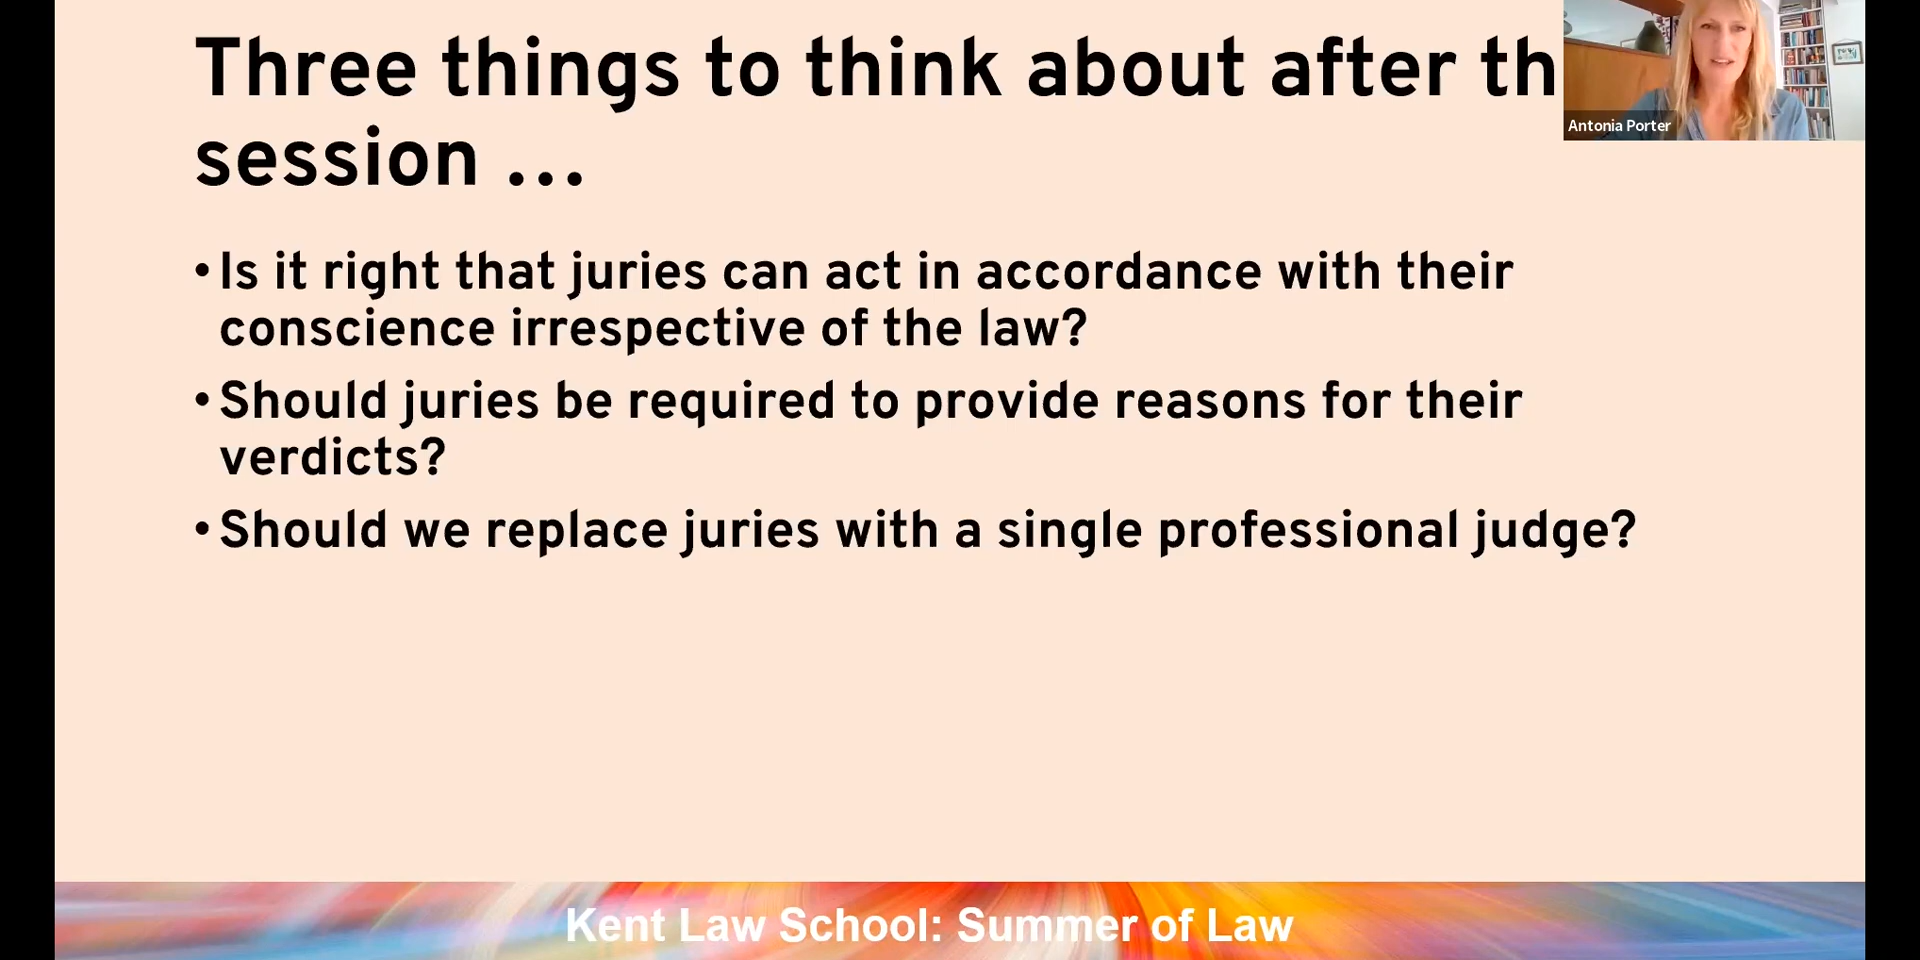 Three things to think about after th
session ...
Antonia Porter
• Is it right that juries can act in accordance with their
conscience irrespective of the law?
• Should juries be required to provide reasons for their
verdicts?
• Should we replace juries with a single professional judge?
Kent Law School: Summer of Law